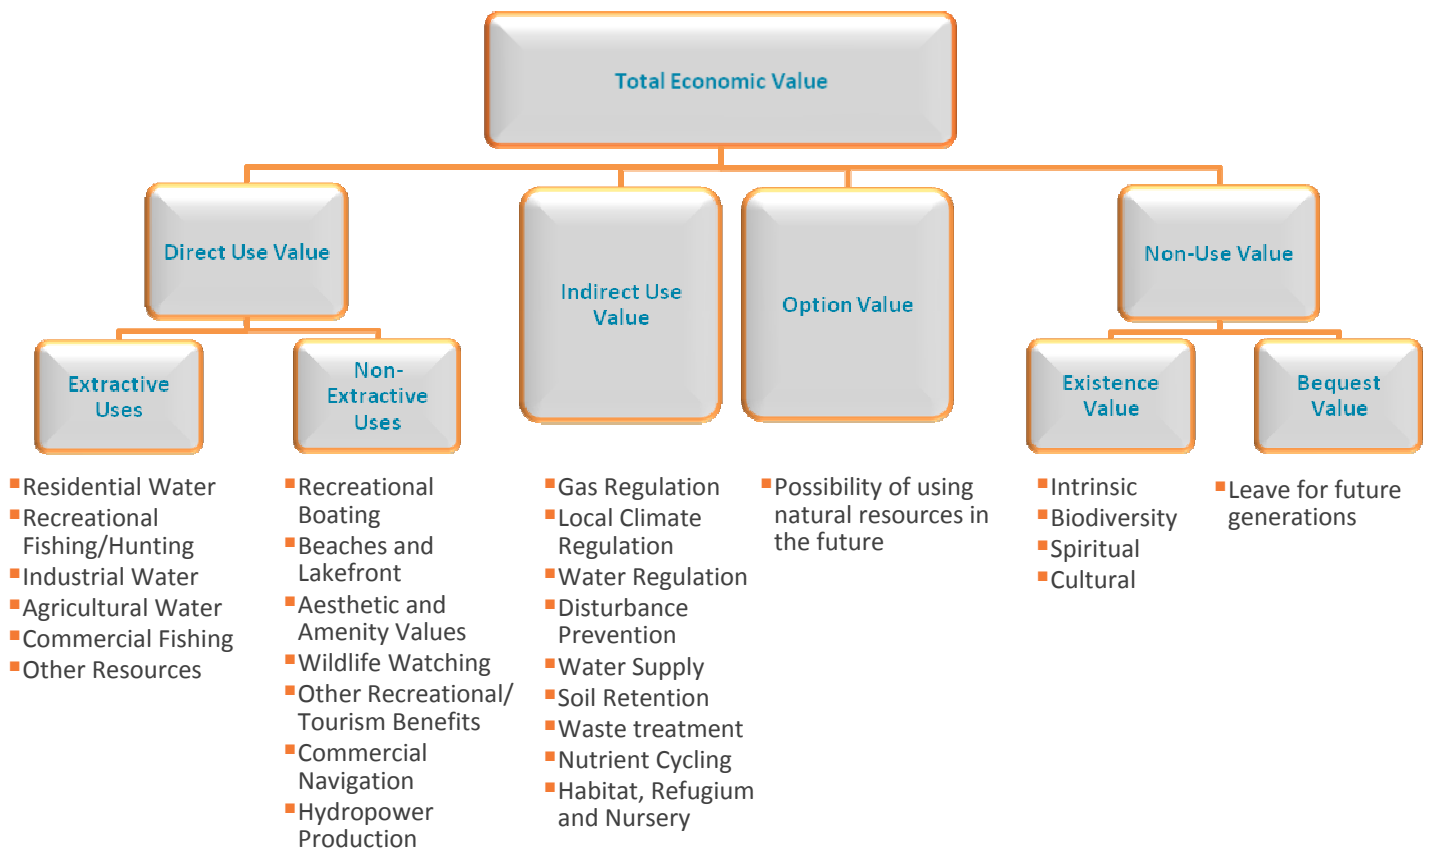 Total Economic Value
Direct Use Value
Indirect Use
Value
Option Value
Non-Use Value
Extractive
Uses
Non-
Extractive
Uses
Existence
Value
Bequest
Value
Residential Water
Recreational
Fishing/Hunting
Industrial Water
Agricultural Water
Commercial Fishing
Other Resources
Recreational
Boating
Beaches and
Lakefront
Aesthetic and
Amenity Values
Wildlife Watching
Other Recreational/
Tourism Benefits
Commercial
Navigation
Hydropower
Production
Gas Regulation
Local Climate
Regulation
Water Regulation
Disturbance
Prevention
Water Supply
Soil Retention
Waste treatment
Nutrient Cycling
Habitat, Refugium
and Nursery
Possibility of using
natural resources in
the future
Intrinsic
Biodiversity
Spiritual
Cultural
Leave for future
generations